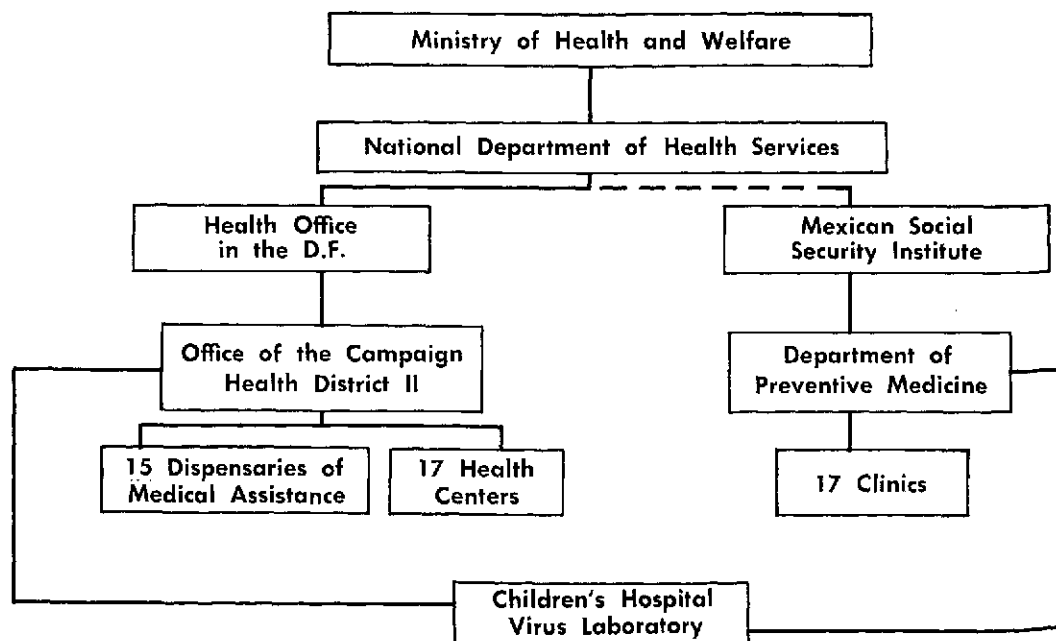 Ministry of Health and Welfare
National Department of Health Services
Health Office
in the D.F.
Mexican Social
Security Institute
Office of the Campaign
Health District II
Department of
Preventive Medicine
15 Dispensaries of
Medical Assistance
17 Health
Centers
17 Clinics
Children's Hospital
Virus Laboratory